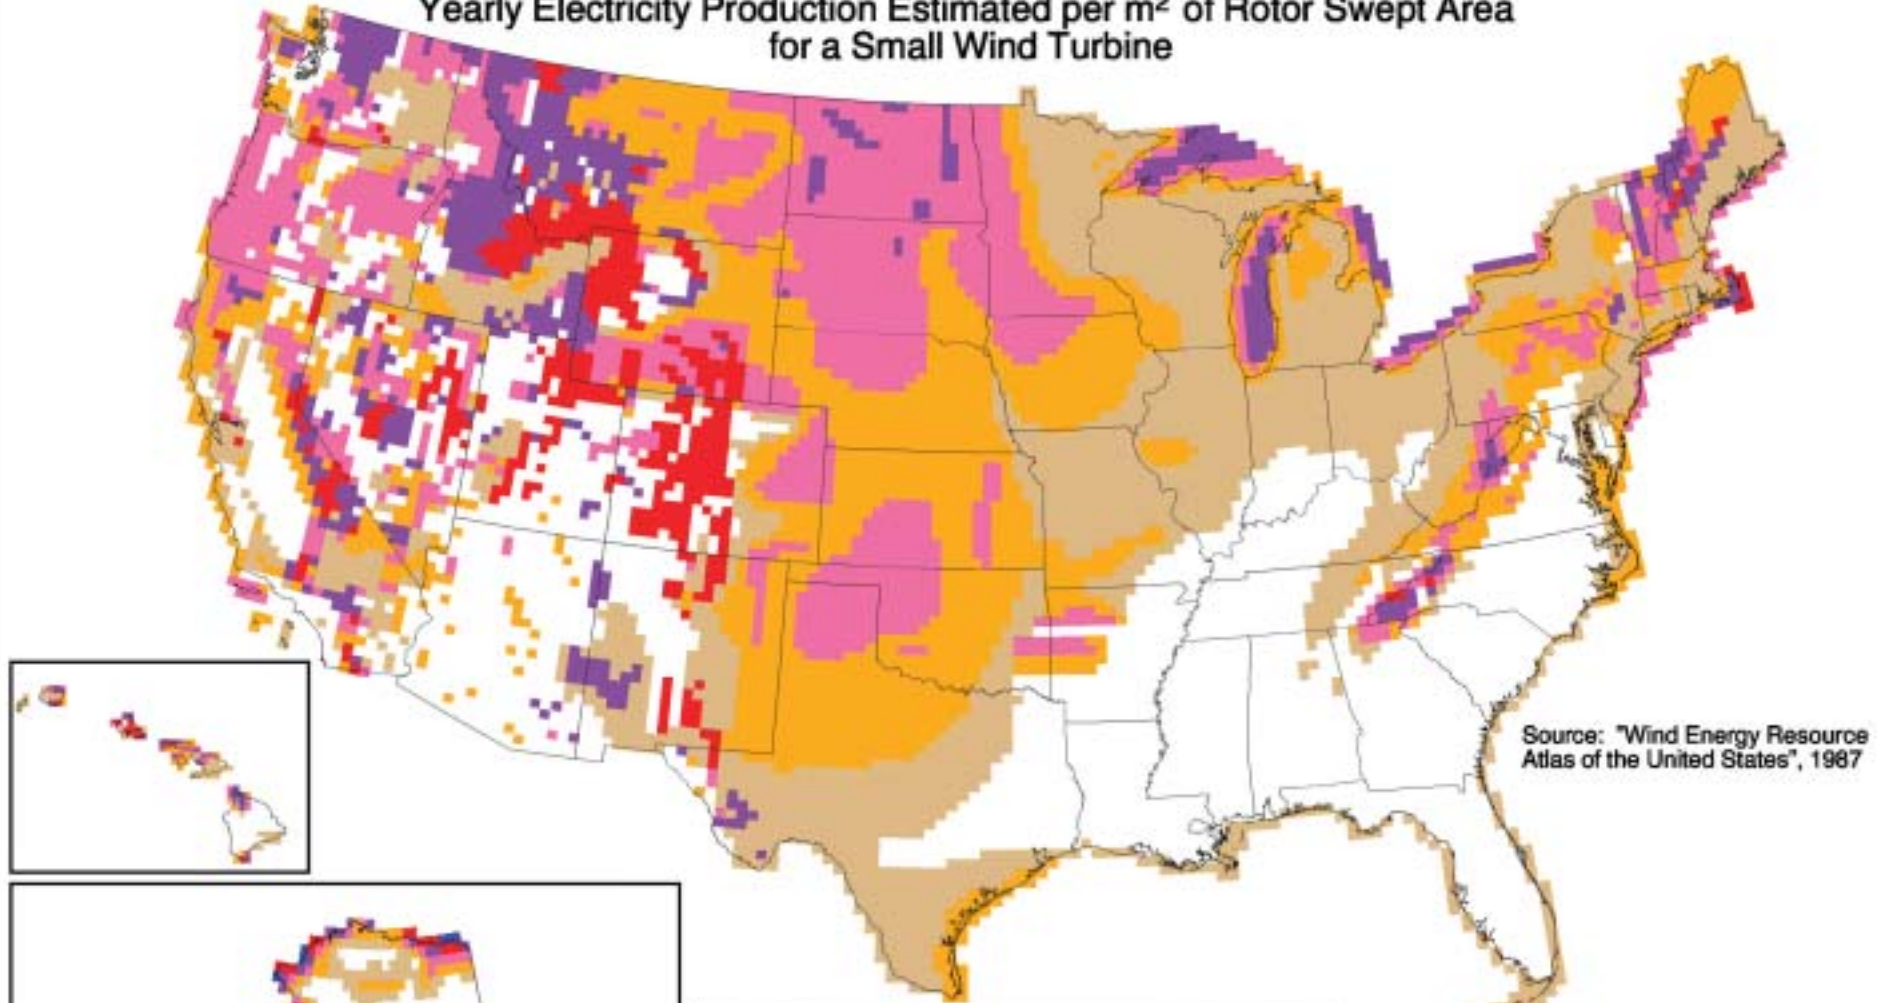 Yearly Electricity Production Estimated per m² of Rotor Swept Area
for a Small Wind Turbine
Source: "Wind Energy Resource
Atlas of the United States", 1987